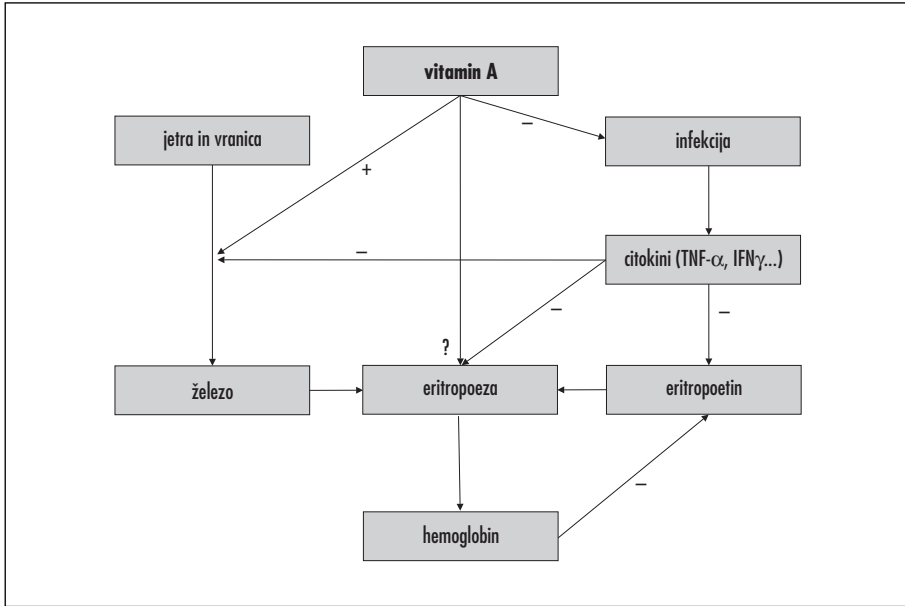 vitamin A
jetra in vranica
–
infekcija
+
–
citokini (TNF-α, IFNγ...)
–
–
?
železo
eritropoeza
eritropoetin
–
hemoglobin